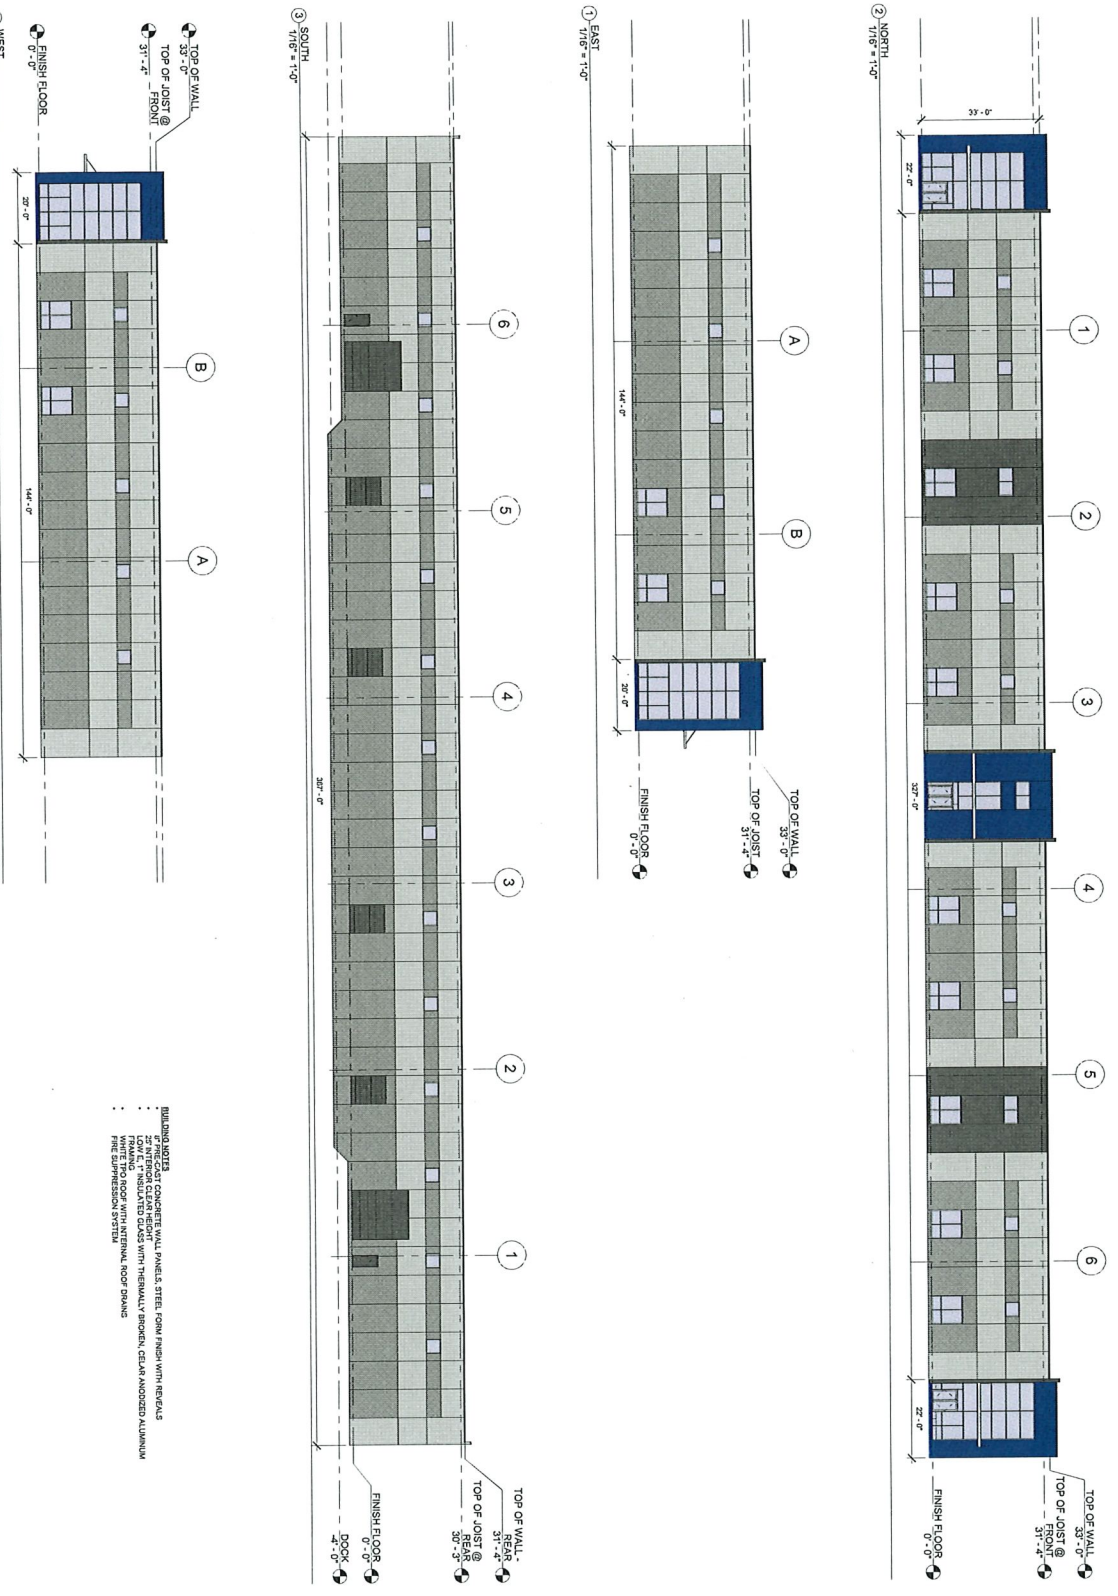 2 NORTH
1/16" = 1'-0"
33' - 0"
22' - 0"
1
2
3
327' - 0"
4
5
6
22' - 0"
TOP OF WALL
33' - 0"
TOP OF JOIST @
FRONT
31' - 4"
FINISH FLOOR
0' - 0"
1 EAST
1/16" = 1'-0"
A
B
144' - 0"
20' - 0"
TOP OF WALL
33' - 0"
TOP OF JOIST
31' - 4"
FINISH FLOOR
0' - 0"
3 SOUTH
1/16" = 1'-0"
6
5
4
3
2
1
367' - 0"
TOP OF WALL-
REAR
31' - 4"
TOP OF JOIST @
REAR
30' - 3"
FINISH FLOOR
0' - 0"
DOCK
-4' - 0"
WEST
TOP OF WALL
33' - 0"
TOP OF JOIST @
FRONT
31' - 4"
FINISH FLOOR
0' - 0"
20' - 0"
B
A
144' - 0"
BUILDING NOTES
• 8" PRE-CAST CONCRETE WALL PANELS, STEEL FORM FINISH WITH REVEALS
• 25' INTERIOR CLEAR HEIGHT
• LOW E, 1" INSULATED GLASS WITH THERMALLY BROKEN, CELAR ANODIZED ALUMINUM
FRAMING
• WHITE TPO ROOF WITH INTERNAL ROOF DRAINS
• FIRE SUPPRESSION SYSTEM